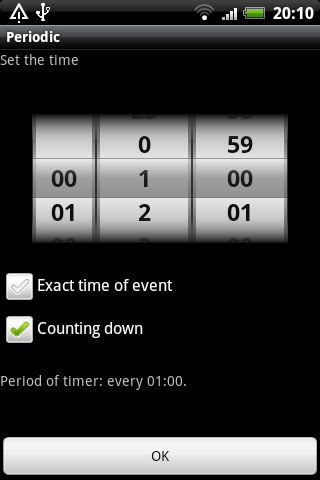 20:10
Periodic
Set the time
0 59
00 1 00
01 2 01
Exact time of event
Counting down
Period of timer: every 01:00.
OK